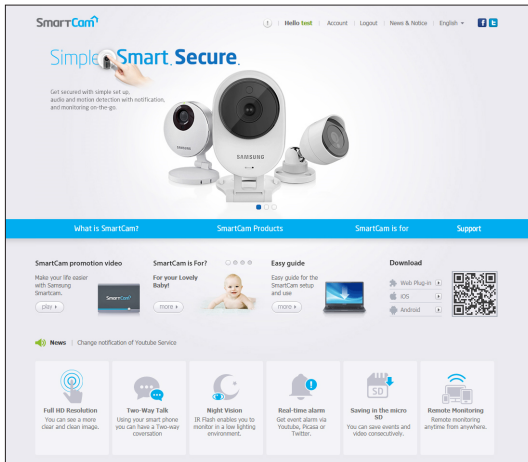 SmartCam
Hello test | Account | Logout | News & Notice | English
Simple. Smart. Secure.
Get secured with simple set up,
audio and motion detection with notification,
and monitoring on-the-go
SAMSUNG
SAMSUNG
What is SmartCam?
SmartCam Products
SmartCam is for
Support
SmartCam promotion video
Make your life easier
with Samsung
Smartcam.
play
SmartCam
SmartCam is For?
For your Lovely
Baby!
more
Easy guide
Easy guide for the
SmartCam setup
and use
more
Download
Web Plug-in
iOS
Android
News | Change notification of Youtube Service
Full HD Resolution
You can see a more
clear and clean image.
Two-Way Talk
Using your smart phone
you can have a Two-way
caversation
Night Vision
IR Flash enables you to
monitor in a low lighting
environment.
Real-time alarm
Get event alarm via
Youtube, Picasa or
Twitter.
SD
Saving in the micro
SD
You can save events and
video consecutively.
Remote Monitoring
Remote monitoring
anytime from anywhere.